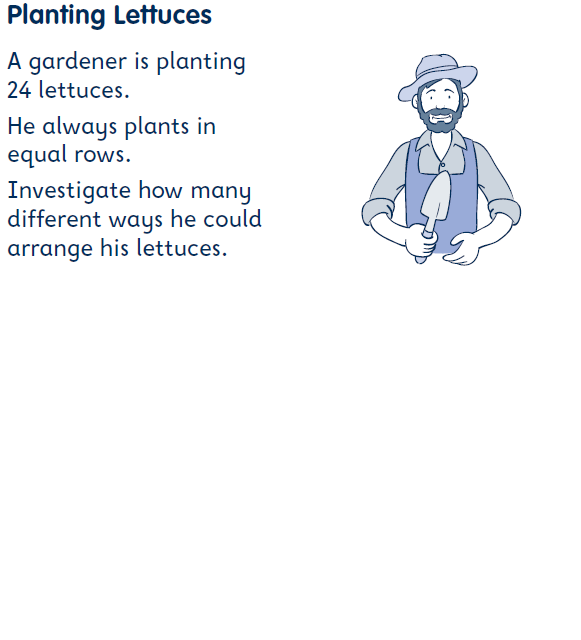 Planting Lettuces
A gardener is planting
24 lettuces.
He always plants in
equal rows.
Investigate how many
different ways he could
arrange his lettuces.